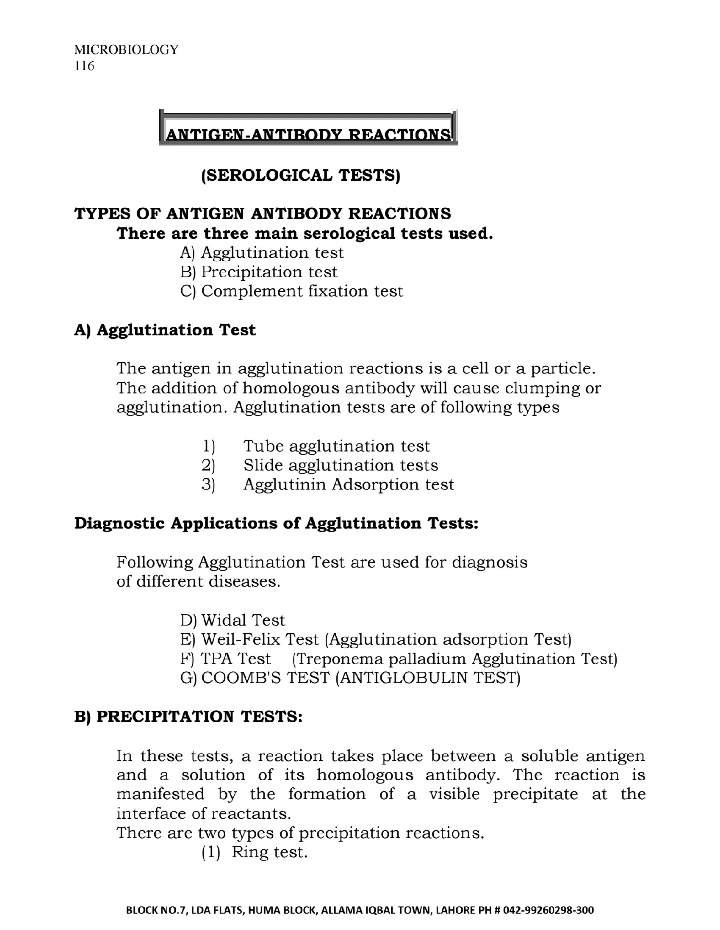 MICROBIOLOGY
116
ANTIGEN-ANTIBODY REACTIONS
(SEROLOGICAL TESTS)
TYPES OF ANTIGEN ANTIBODY REACTIONS
There are three main serological tests used.
A) Agglutination test
B) Precipitation test
C) Complement fixation test
A) Agglutination Test
The antigen in agglutination reactions is a cell or a particle.
The addition of homologous antibody will cause clumping or
agglutination. Agglutination tests are of following types
1) Tube agglutination test
2) Slide agglutination tests
3) Agglutinin Adsorption test
Diagnostic Applications of Agglutination Tests:
Following Agglutination Test are used for diagnosis
of different diseases.
D) Widal Test
E) Weil-Felix Test (Agglutination adsorption Test)
F) TPA Test (Treponema palladium Agglutination Test)
G) COOMB'S TEST (ANTIGLOBULIN TEST)
B) PRECIPITATION TESTS:
In these tests, a reaction takes place between a soluble antigen
and a solution of its homologous antibody. The reaction is
manifested by the formation of a visible precipitate at the
interface of reactants.
There are two types of precipitation reactions.
(1) Ring test.
BLOCK NO.7, LDA FLATS, HUMA BLOCK, ALLAMA IQBAL TOWN, LAHORE PH # 042-99260298-300